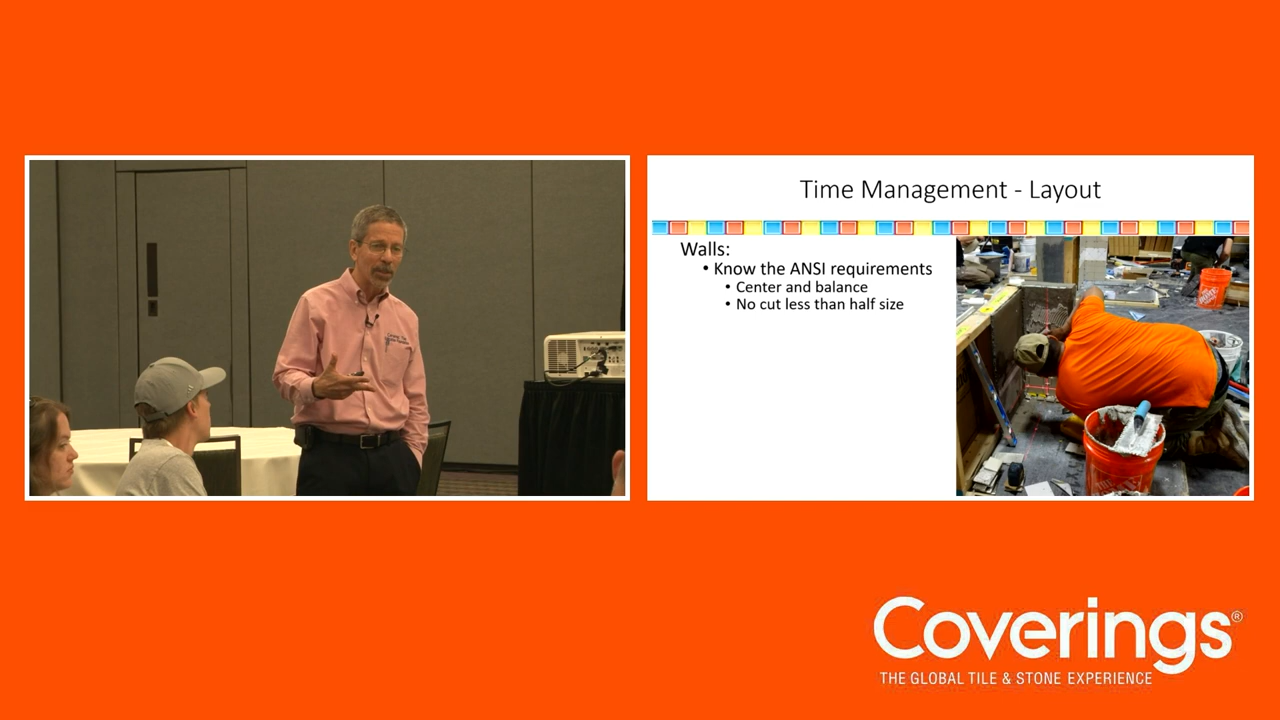 Time Management - Layout
Walls:
• Know the ANSI requirements
• Center and balance
• No cut less than half size
Coverings®
THE GLOBAL TILE & STONE EXPERIENCE